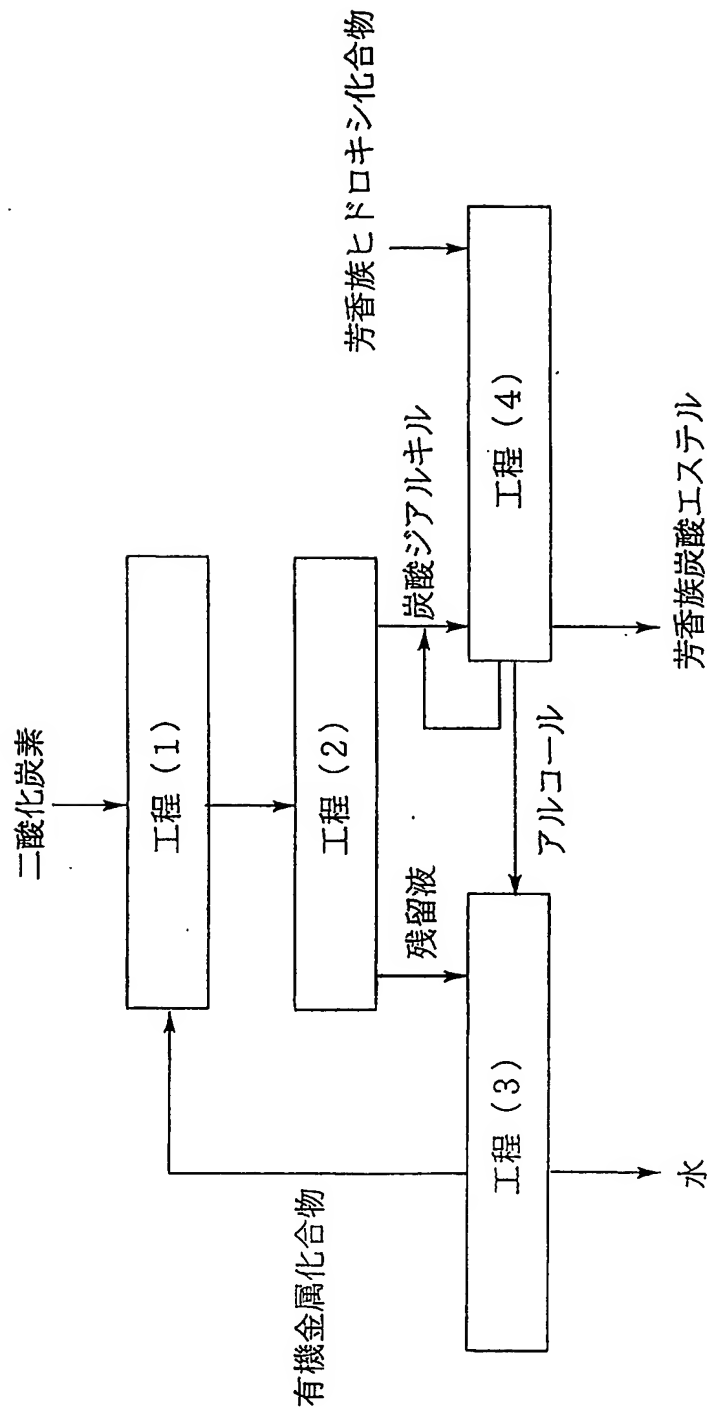 二酸化炭素
工程 (1)
有機金属化合物
工程 (2)
残留液
炭酸ジアルキル
芳香族ヒドロキシ化合物
工程 (3)
アルコール
工程 (4)
水
芳香族炭酸エステル